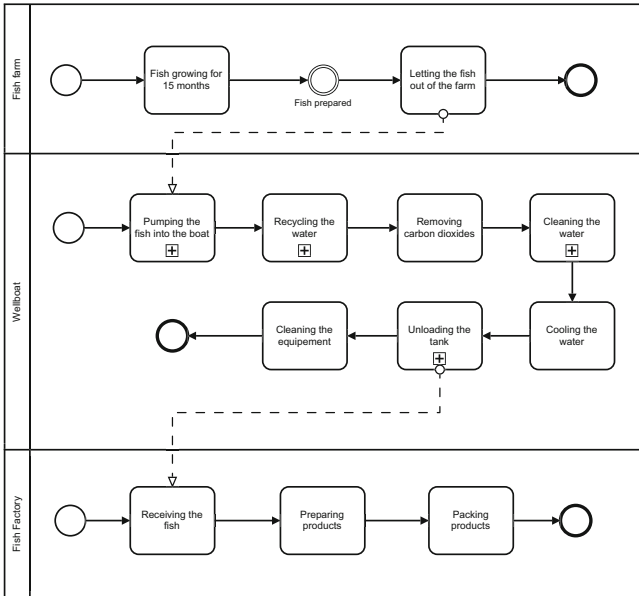 Fish farm
Fish growing for
15 months
Fish prepared
Letting the fish
out of the farm
Wellboat
Pumping the
fish into the boat
Recycling the
water
Removing
carbon dioxides
Cleaning the
water
Cleaning the
equipement
Unloading the
tank
Cooling the
water
Fish Factory
Receiving the
fish
Preparing
products
Packing
products